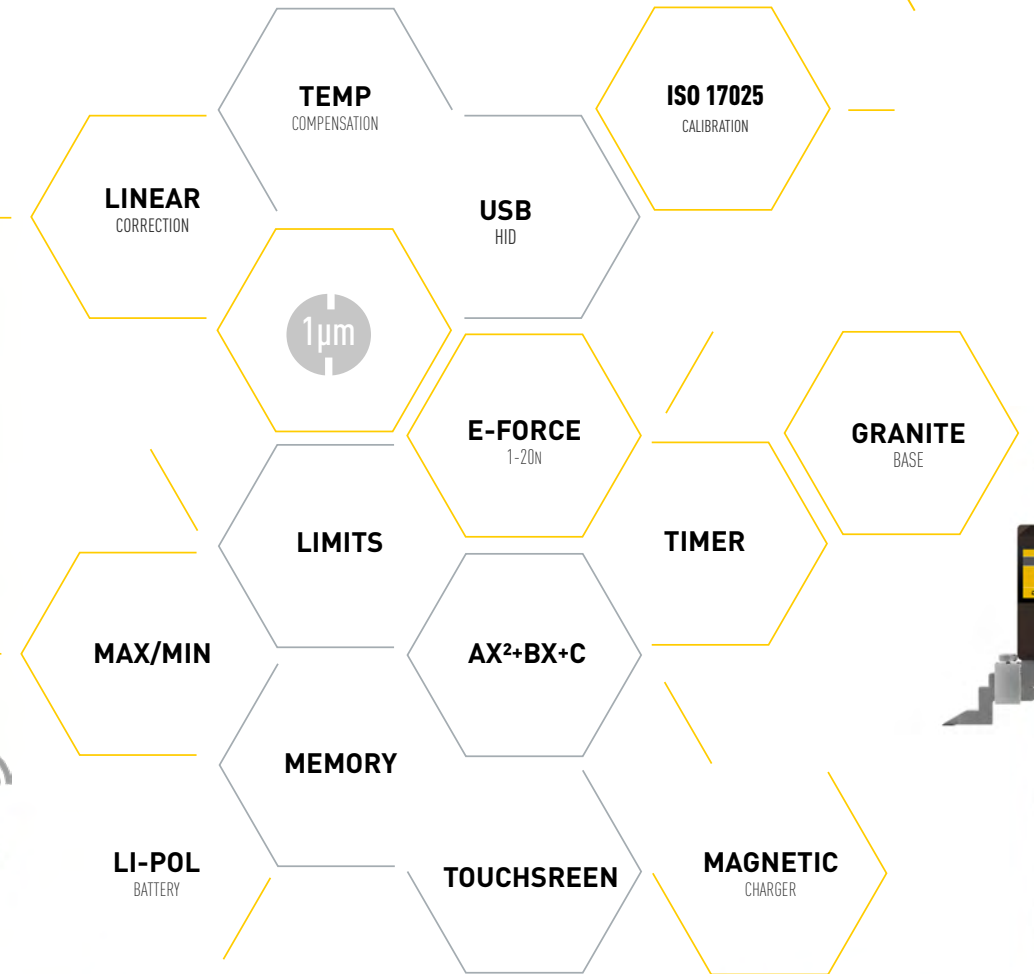 TEMP
COMPENSATION
ISO 17025
CALIBRATION
LINEAR
CORRECTION
USB
HID
1µm
E-FORCE
1-20N
GRANITE
BASE
LIMITS
TIMER
MAX/MIN
AX²+BX+C
MEMORY
LI-POL
BATTERY
TOUCHSREEN
MAGNETIC
CHARGER